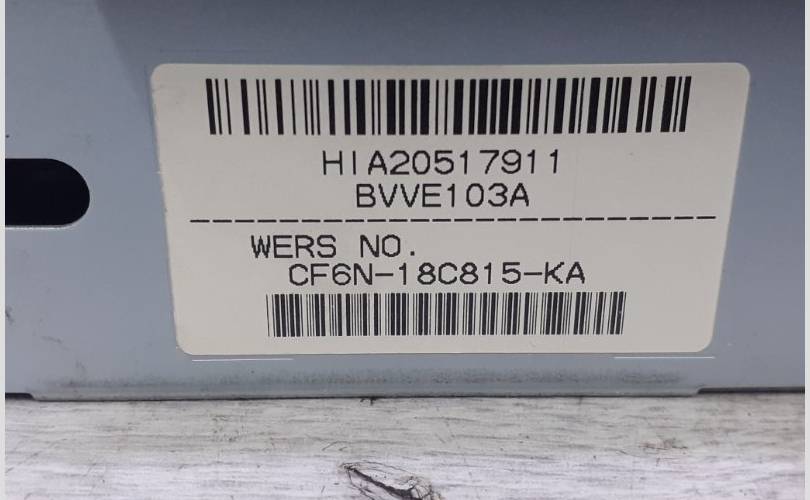 HIA20517911
BVVE103A
WERS NO.
CF6N-18C815-KA